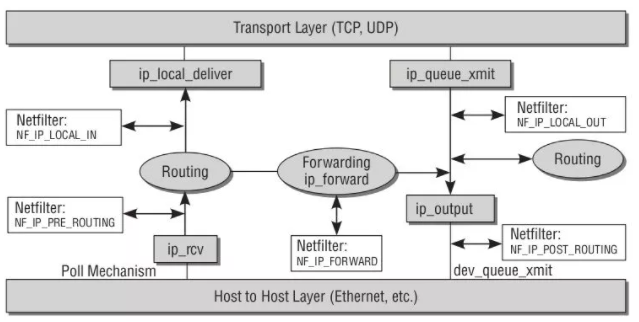 Transport Layer (TCP, UDP)
ip_local_deliver
ip_queue_xmit
Netfilter:
NF_IP_LOCAL_IN
Netfilter:
NF_IP_LOCAL_OUT
Routing
Forwarding
ip_forward
Routing
Netfilter:
NF_IP_PRE_ROUTING
ip_output
ip_rcv
Netfilter:
NF_IP_FORWARD
Netfilter:
NF_IP_POST_ROUTING
Poll Mechanism
dev_queue_xmit
Host to Host Layer (Ethernet, etc.)